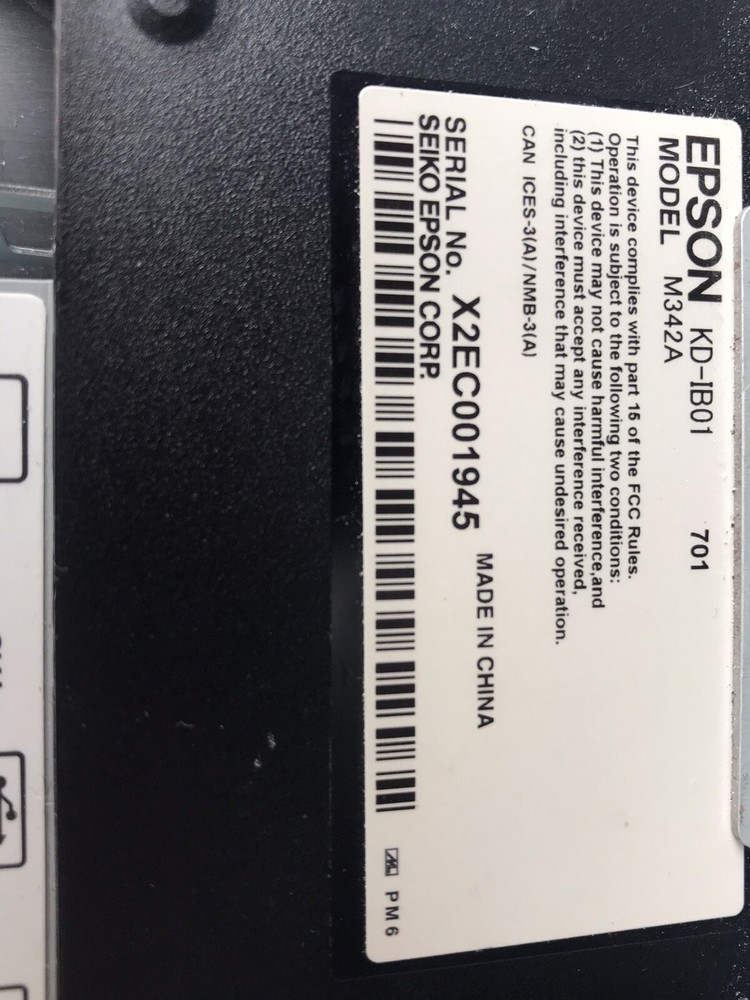 EPSON KD-IB01 701
MODEL M342A
This device complies with part 15 of the FCC Rules.
Operation is subject to the following two conditions:
(1) This device may not cause harmful interference,and
(2) this device must accept any interference received,
including interference that may cause undesired operation.
CAN ICES-3(A)/NMB-3(A)
MADE IN CHINA
SERIAL No. X2EC001945
SEIKO EPSON CORP.
PM6